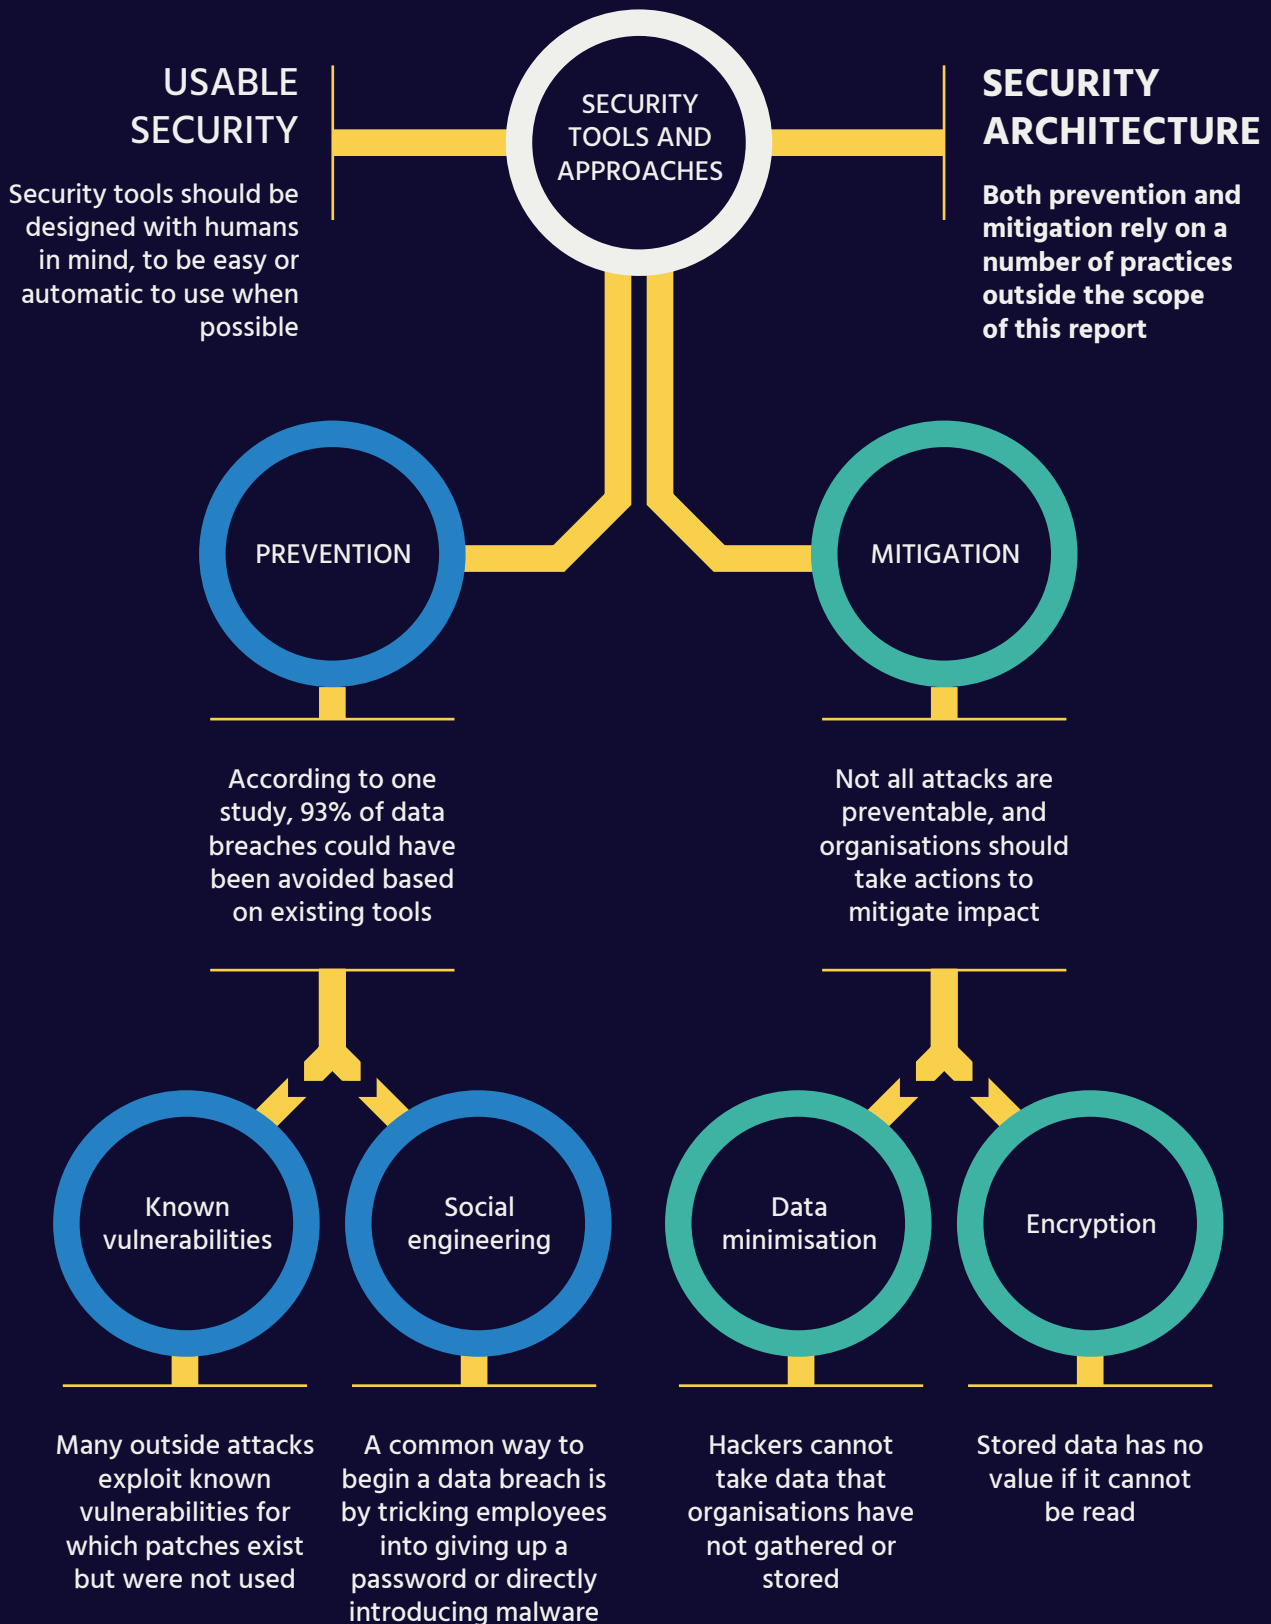 USABLE
SECURITY
Security tools should be
designed with humans
in mind, to be easy or
automatic to use when
possible
SECURITY
TOOLS AND
APPROACHES
SECURITY
ARCHITECTURE
Both prevention and
mitigation rely on a
number of practices
outside the scope
of this report
PREVENTION
According to one
study, 93% of data
breaches could have
been avoided based
on existing tools
MITIGATION
Not all attacks are
preventable, and
organisations should
take actions to
mitigate impact
Known
vulnerabilities
Many outside attacks
exploit known
vulnerabilities for
which patches exist
but were not used
Social
engineering
A common way to
begin a data breach is
by tricking employees
into giving up a
password or directly
introducing malware
Data
minimisation
Hackers cannot
take data that
organisations have
not gathered or
stored
Encryption
Stored data has no
value if it cannot
be read